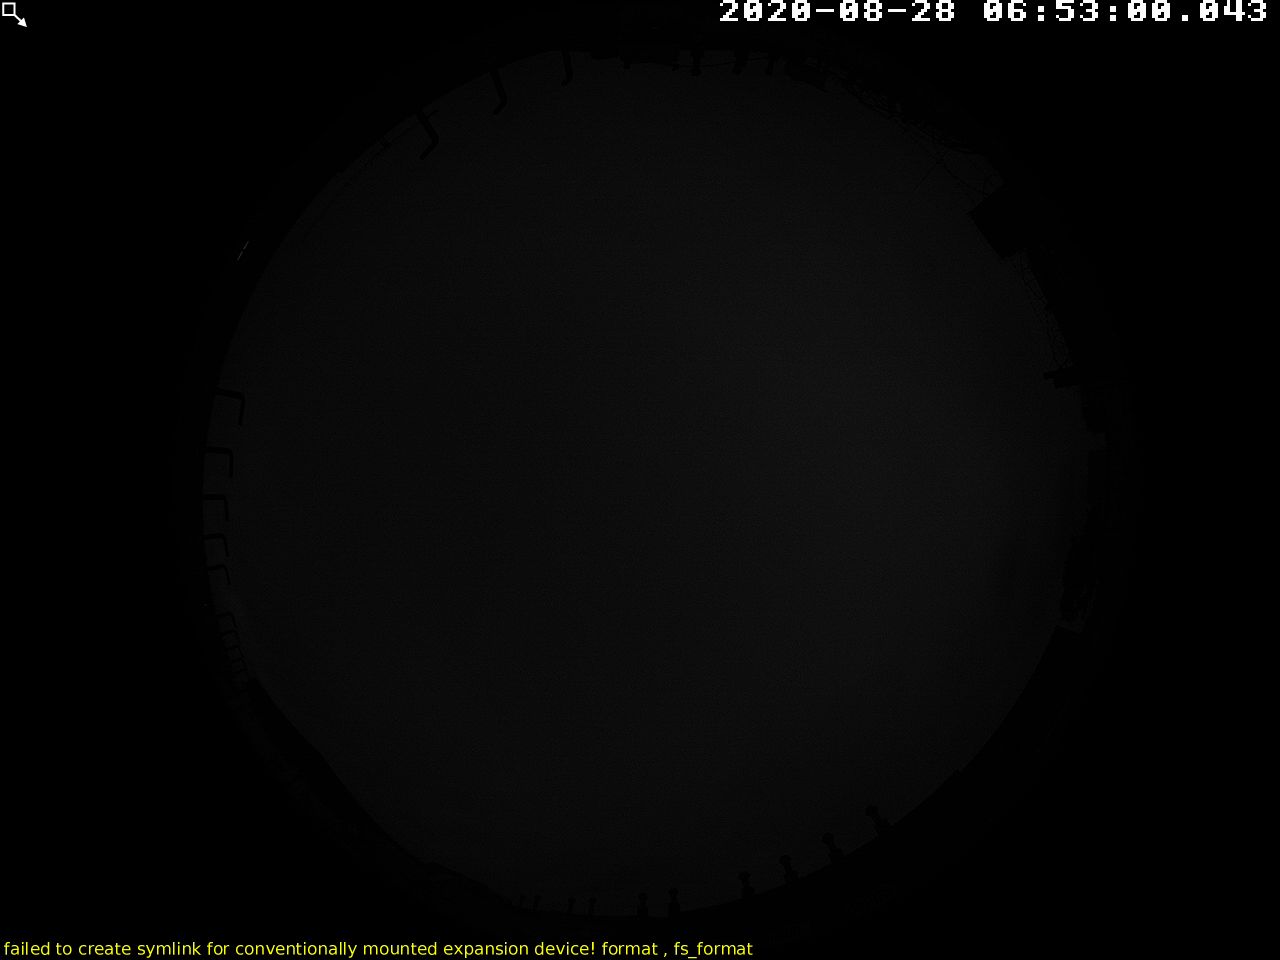 2020-08-28 06:53:00.043
failed to create symlink for conventionally mounted expansion device! format , fs_format